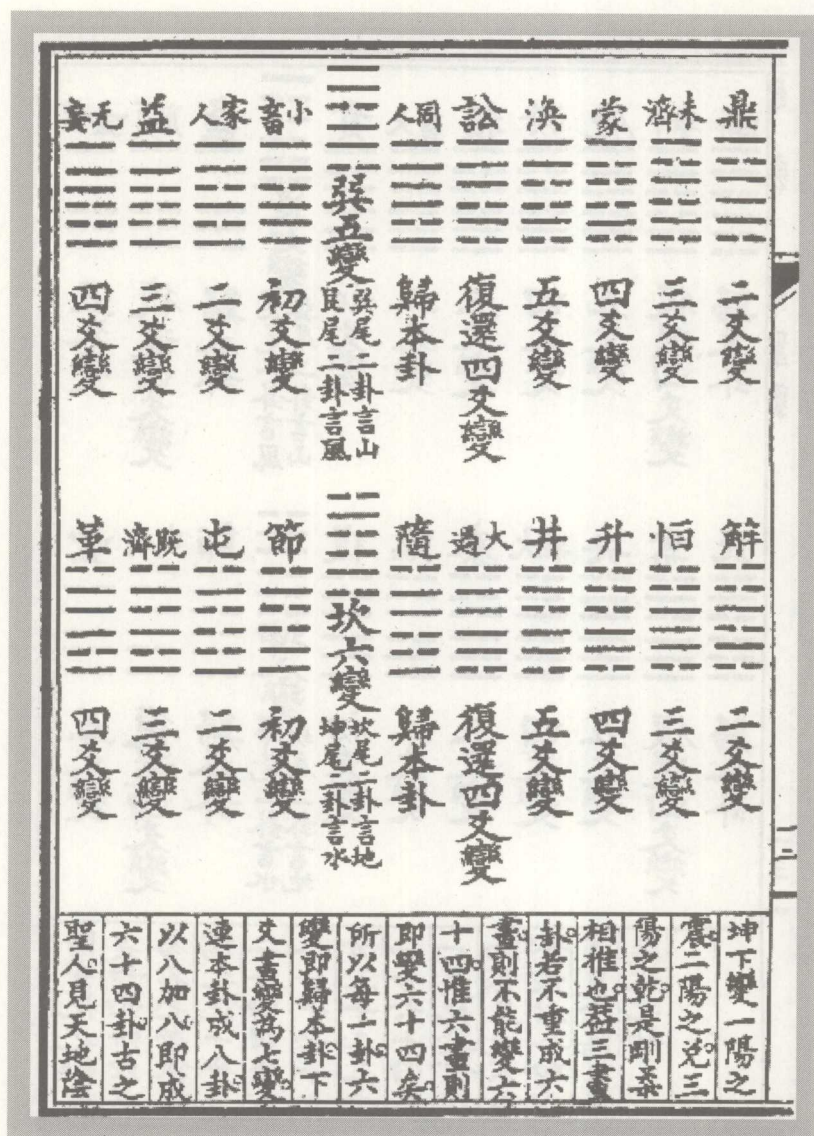 鼎
二爻變
未濟
三爻變
蒙
四爻變
渙
五爻變
訟
復還四爻變
同人
歸本卦
巽五變
巽尾二卦言山
艮尾二卦言風
小畜
初爻變
家人
二爻變
益
三爻變
无妄
四爻變
解
二爻變
恒
三爻變
升
四爻變
井
五爻變
大過
復還四爻變
隨
歸本卦
坎六變
坎尾二卦言地
坤尾二卦言水
節
初爻變
屯
二爻變
既濟
三爻變
革
四爻變
坤下變一陽之
震。二陽之兌。三
陽之乾。是剛柔
相推也。蓋三畫
卦。若不重成六
畫。則不能變六
十四。惟六畫則
即變六十四矣。
所以每一卦六
變。即歸本卦。下
爻畫變為七變。
連本卦成八卦。
以八加八。即成
六十四卦。古之
聖人。見天地陰
二